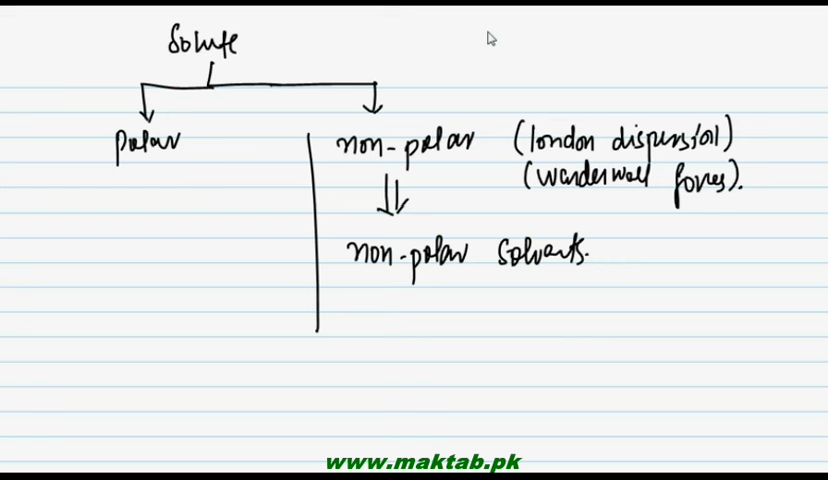 Solute
polar
non-polar (london dispersion)
(wanderwall forces).
non-polar solvents.
www.maktab.pk